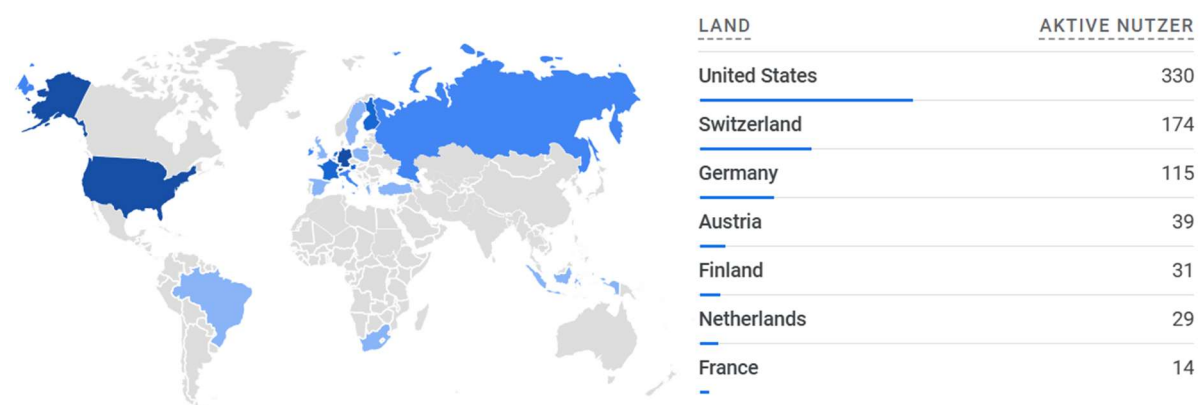 LAND AKTIVE NUTZER
United States 330
Switzerland 174
Germany 115
Austria 39
Finland 31
Netherlands 29
France 14